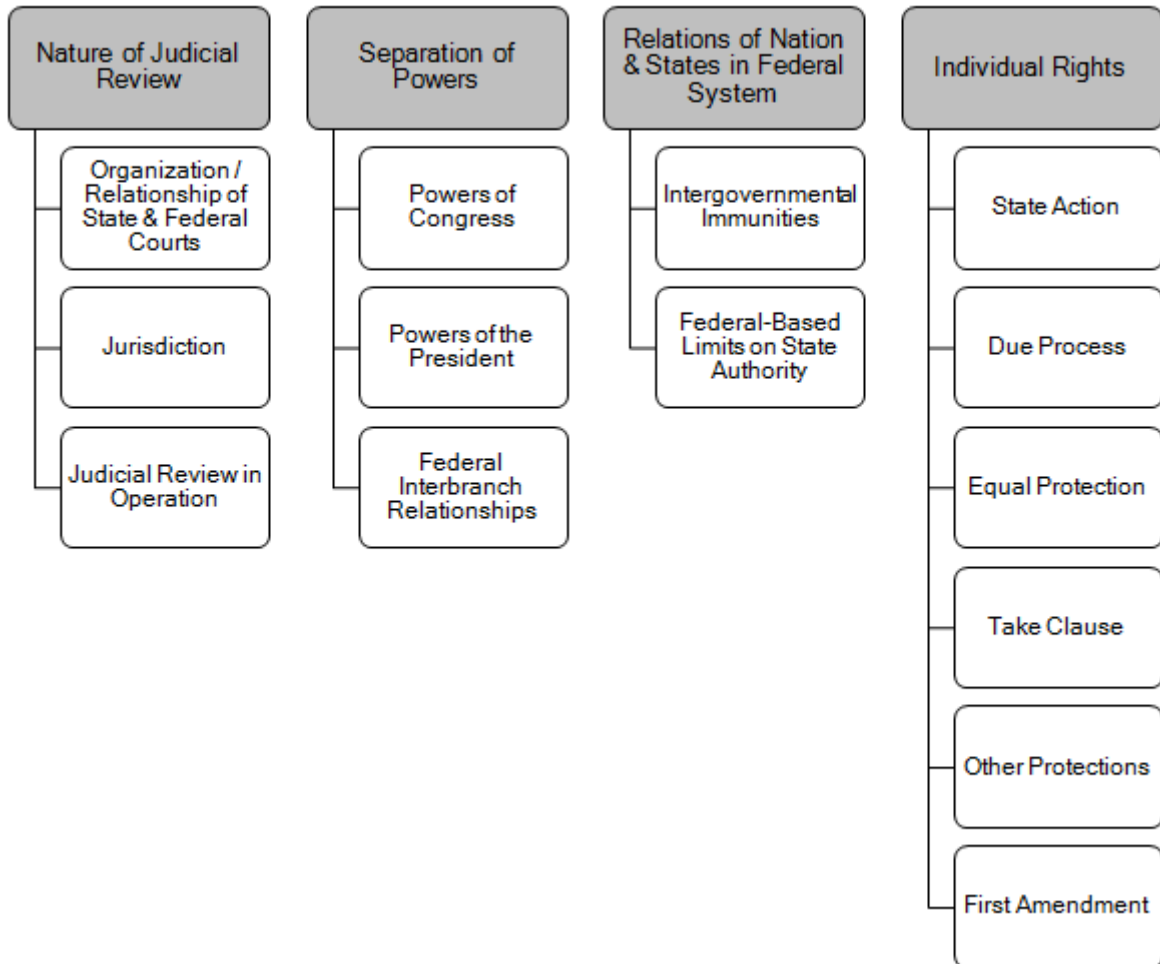 Nature of Judicial
Review
Organization /
Relationship of
State & Federal
Courts
Jurisdiction
Judicial Review in
Operation
Separation of
Powers
Powers of
Congress
Powers of the
President
Federal
Interbranch
Relationships
Relations of Nation
& States in Federal
System
Intergovernmental
Immunities
Federal-Based
Limits on State
Authority
Individual Rights
State Action
Due Process
Equal Protection
Take Clause
Other Protections
First Amendment